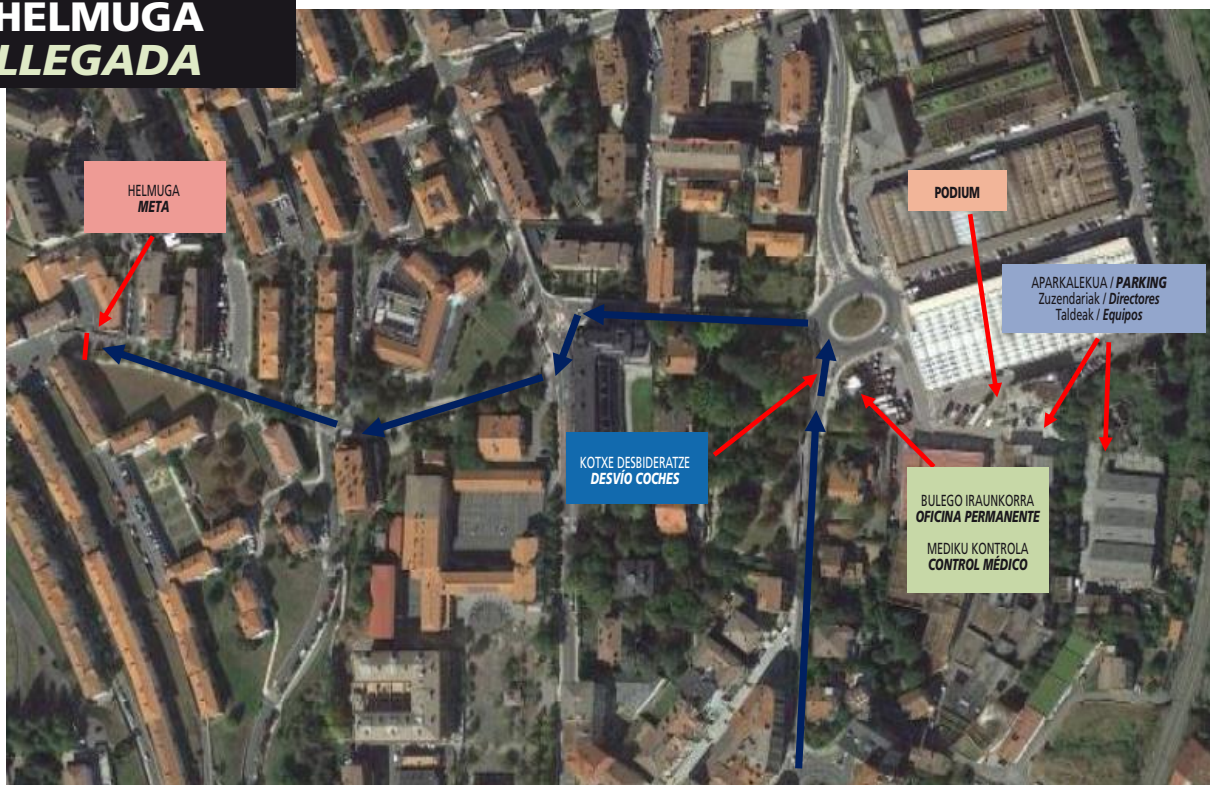 HELMUGA
LLEGADA
HELMUGA
META
PODIUM
APARKALEKUA / PARKING
Zuzendariak / Directores
Taldeak / Equipos
KOTXE DESBIDERATZE
DESVÍO COCHES
BULEGO IRAUNKORRA
OFICINA PERMANENTE
MEDIKU KONTROLA
CONTROL MÉDICO